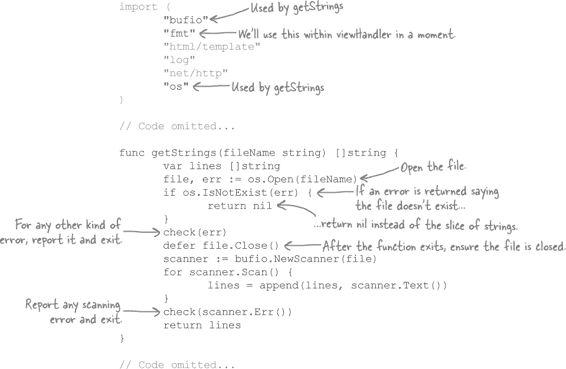 import (
"bufio" Used by getStrings
"fmt" We'll use this within viewHandler in a moment.
"html/template"
"log"
"net/http"
"os" Used by getStrings
)
// Code omitted...
func getStrings(fileName string) []string {
var lines []string
file, err := os.Open(fileName) Open the file.
if os.IsNotExist(err) { If an error is returned saying
the file doesn't exist...
return nil ...return nil instead of the slice of strings.
}
For any other kind of
error, report it and exit.
check(err)
defer file.Close() After the function exits, ensure the file is closed.
scanner := bufio.NewScanner(file)
for scanner.Scan() {
lines = append(lines, scanner.Text())
}
Report any scanning
error and exit.
check(scanner.Err())
return lines
}
// Code omitted...